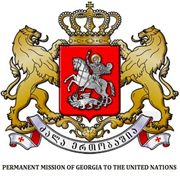 ძალა ერთობაშია
PERMANENT MISSION OF GEORGIA TO THE UNITED NATIONS